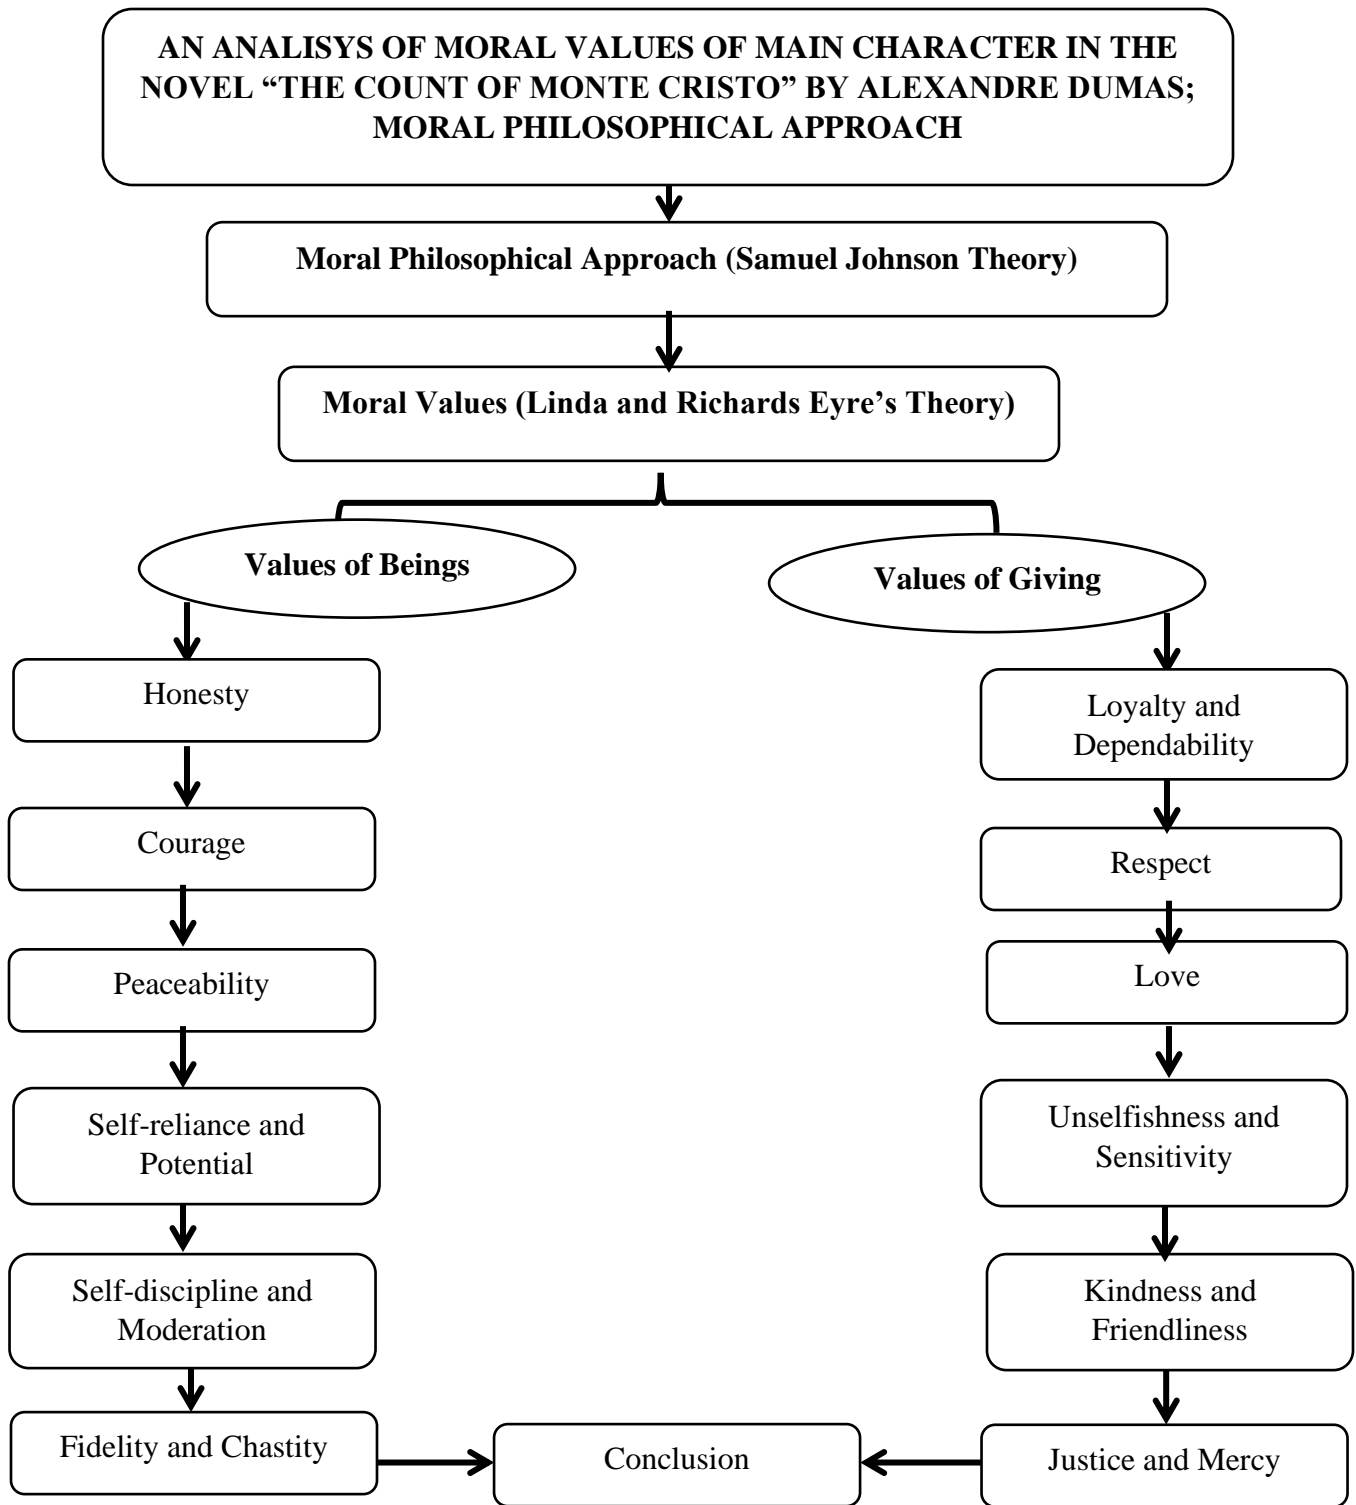 AN ANALISYS OF MORAL VALUES OF MAIN CHARACTER IN THE
NOVEL “THE COUNT OF MONTE CRISTO” BY ALEXANDRE DUMAS;
MORAL PHILOSOPHICAL APPROACH
Moral Philosophical Approach (Samuel Johnson Theory)
Moral Values (Linda and Richards Eyre’s Theory)
Values of Beings
Honesty
Courage
Peaceability
Self-reliance and
Potential
Self-discipline and
Moderation
Fidelity and Chastity
Values of Giving
Loyalty and
Dependability
Respect
Love
Unselfishness and
Sensitivity
Kindness and
Friendliness
Justice and Mercy
Conclusion